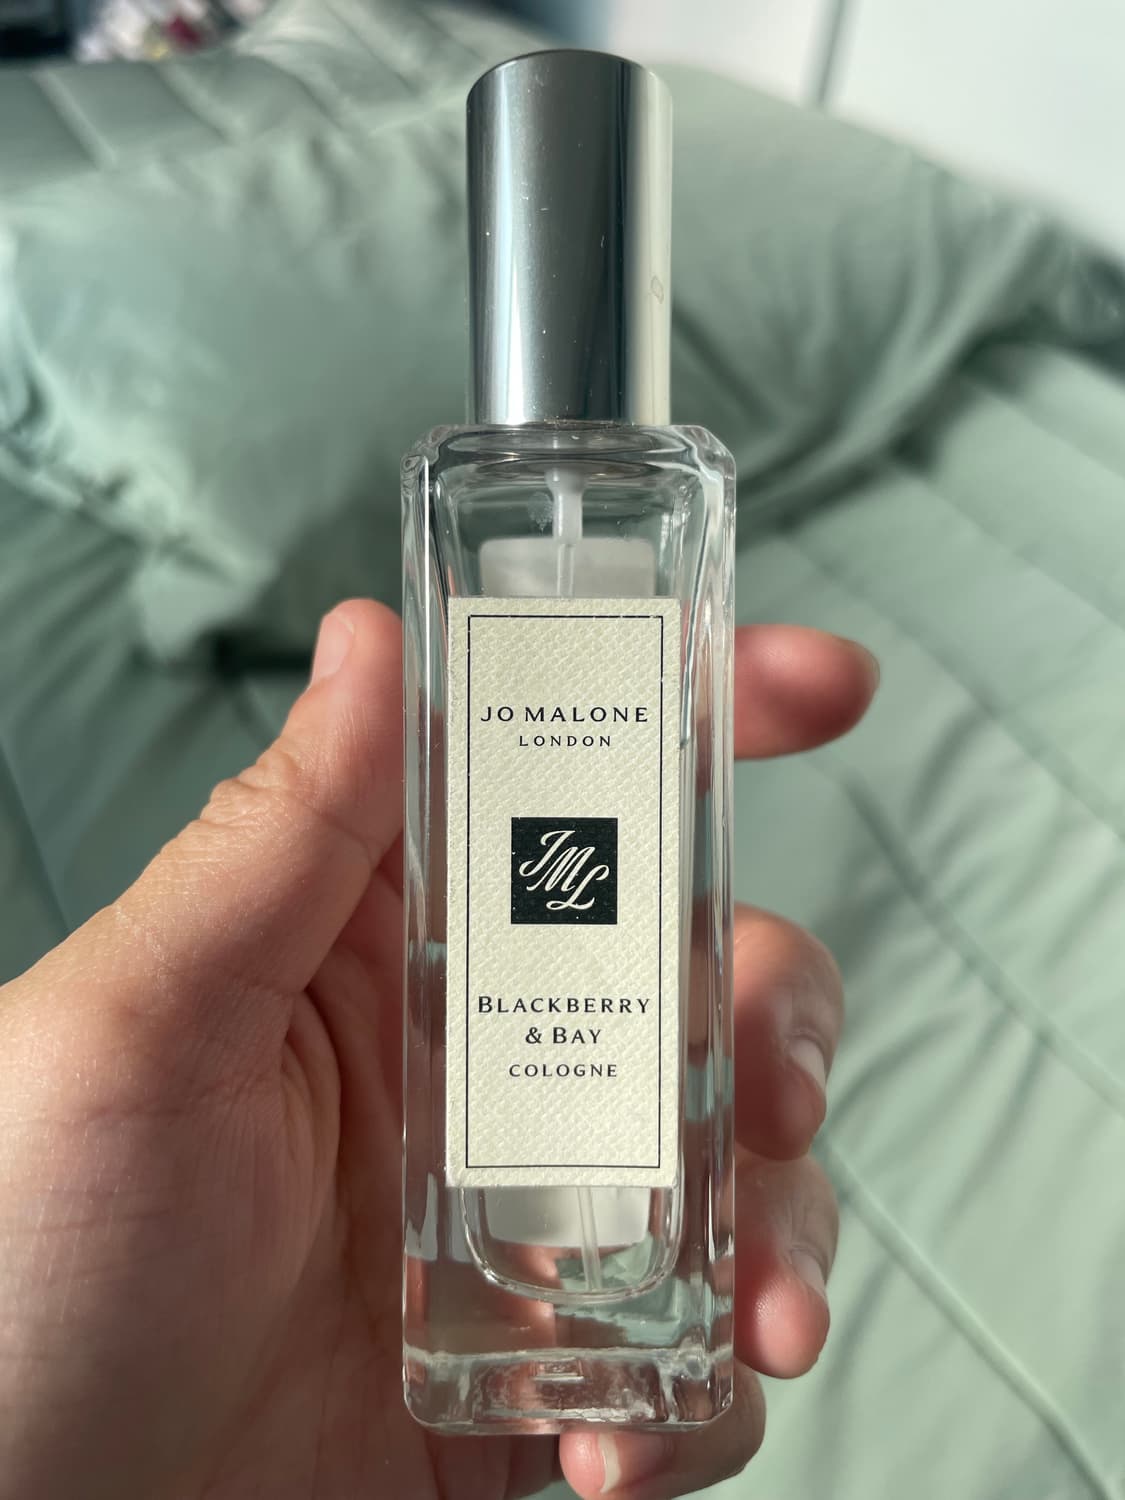 JO MALONE
LONDON
JML
BLACKBERRY
& BAY
COLOGNE